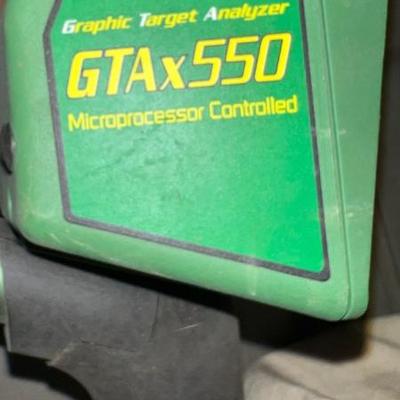 Graphic Target Analyzer
GTAx550
Microprocessor Controlled